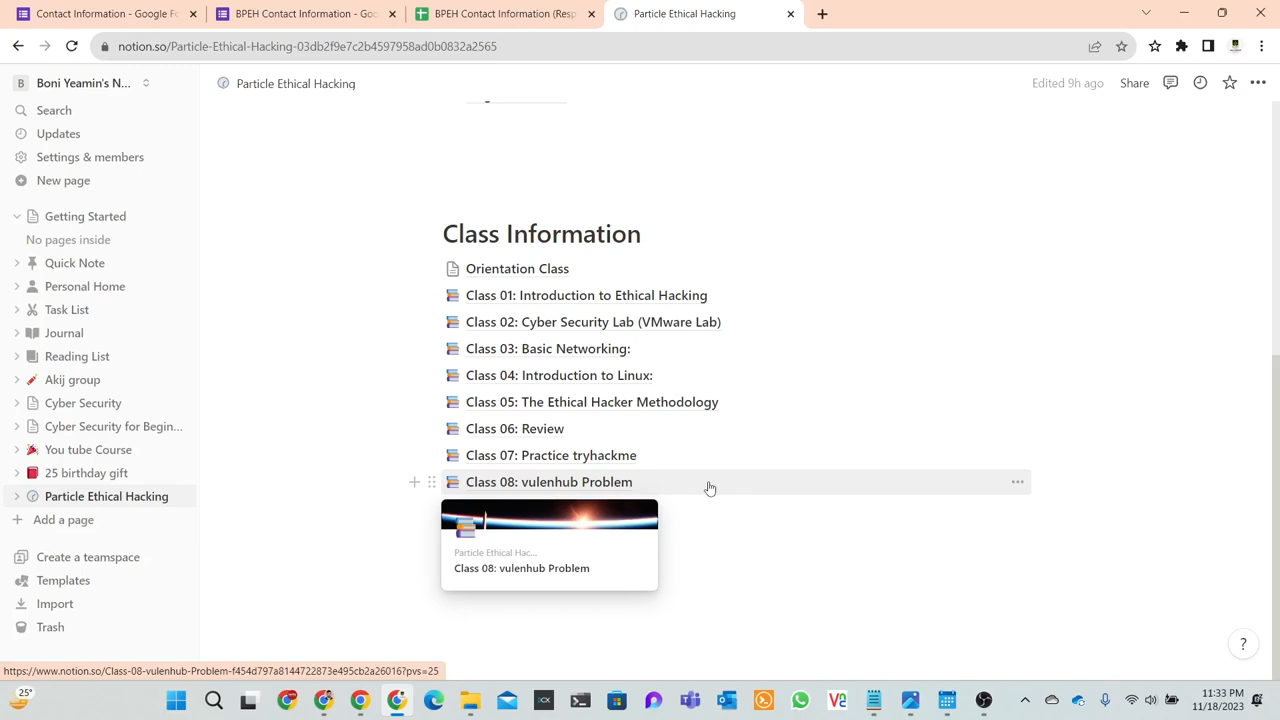 Contact Information - Google Fo
BPEH Contact Information - Goo
BPEH Contact Information (Resp
Particle Ethical Hacking
notion.so/Particle-Ethical-Hacking-03db2f9e7c2b4597958ad0b0832a2565
B Boni Yeamin's N...
Particle Ethical Hacking
Edited 9h ago
Share
Search
Updates
Settings & members
New page
Getting Started
No pages inside
Quick Note
Personal Home
Task List
Journal
Reading List
Akij group
Cyber Security
Cyber Security for Begin...
You tube Course
25 birthday gift
Particle Ethical Hacking
Add a page
Create a teamspace
Templates
Import
Trash
Class Information
Orientation Class
Class 01: Introduction to Ethical Hacking
Class 02: Cyber Security Lab (VMware Lab)
Class 03: Basic Networking:
Class 04: Introduction to Linux:
Class 05: The Ethical Hacker Methodology
Class 06: Review
Class 07: Practice tryhackme
Class 08: vulenhub Problem
Particle Ethical Hac...
Class 08: vulenhub Problem
?
https://www.notion.so/Class-08-vulenhub-Problem-f454d797a8144722873e495cb2a26016?pvs=25
25°
11:33 PM
11/18/2023